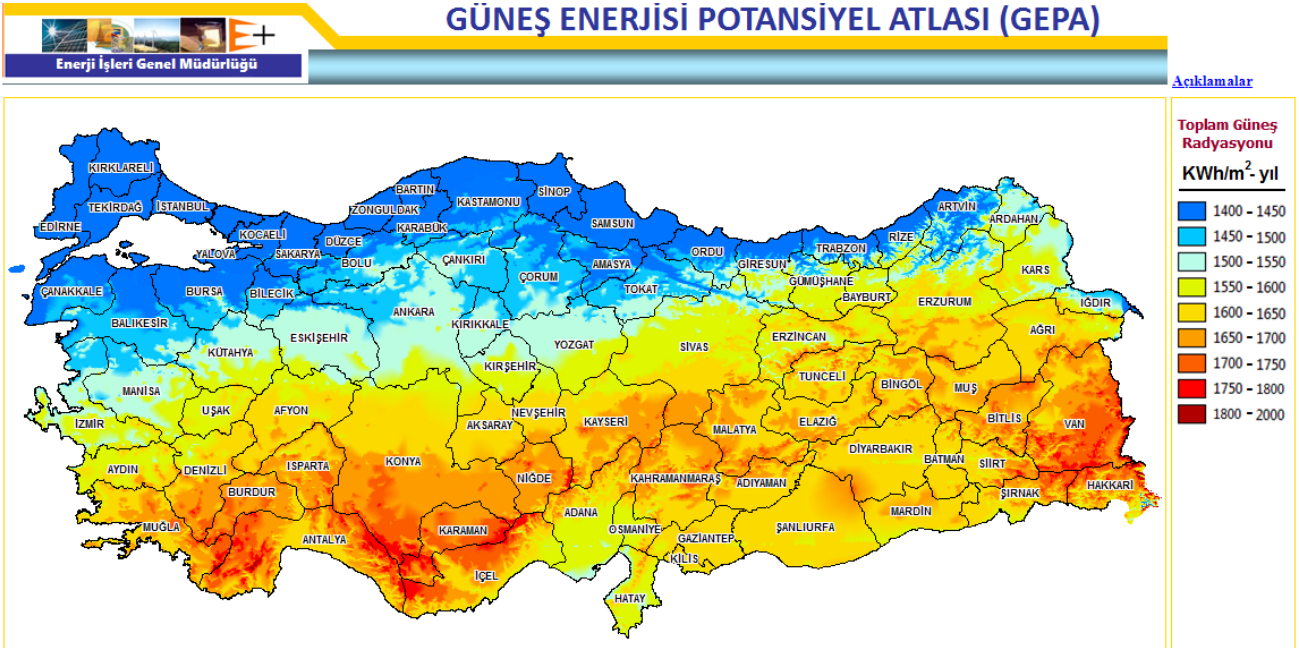 GÜNEŞ ENERJİSİ POTANSİYEL ATLASI (GEPA)
E+
Enerji İşleri Genel Müdürlüğü
Açıklamalar
Toplam Güneş
Radyasyonu
KWh/m²- yıl
1400 - 1450
1450 - 1500
1500 - 1550
1550 - 1600
1600 - 1650
1650 - 1700
1700 - 1750
1750 - 1800
1800 - 2000
KIRKLARELİ
TEKİRDAĞ
İSTANBUL
EDİRNE
KOCAELİ
YALOVA
SAKARYA
DÜZCE
ZONGULDAK
BARTIN
KARABÜK
KASTAMONU
SİNOP
SAMSUN
BOLU
ÇANKIRI
ÇORUM
AMASYA
ORDU
TOKAT
GİRESUN
TRABZON
RİZE
ARTVİN
ARDAHAN
GÜMÜŞHANE
BAYBURT
ERZURUM
KARS
IĞDIR
ÇANAKKALE
BURSA
BİLECİK
BALIKESİR
ANKARA
KIRIKKALE
ESKİŞEHİR
KÜTAHYA
YOZGAT
SİVAS
ERZİNCAN
AĞRI
KIRŞEHİR
MANİSA
UŞAK
AFYON
İZMİR
NEVŞEHİR
AKSARAY
KAYSERİ
MALATYA
ELAZIĞ
TUNCELİ
BİNGÖL
MUŞ
BİTLİS
VAN
AYDIN
DENİZLİ
ISPARTA
KONYA
BURDUR
NİĞDE
KAHRAMANMARAŞ
ADIYAMAN
DİYARBAKIR
BATMAN
SİİRT
ŞIRNAK
HAKKARİ
MUĞLA
ANTALYA
KARAMAN
ADANA
OSMANİYE
GAZİANTEP
ŞANLIURFA
MARDİN
KİLİS
İÇEL
HATAY